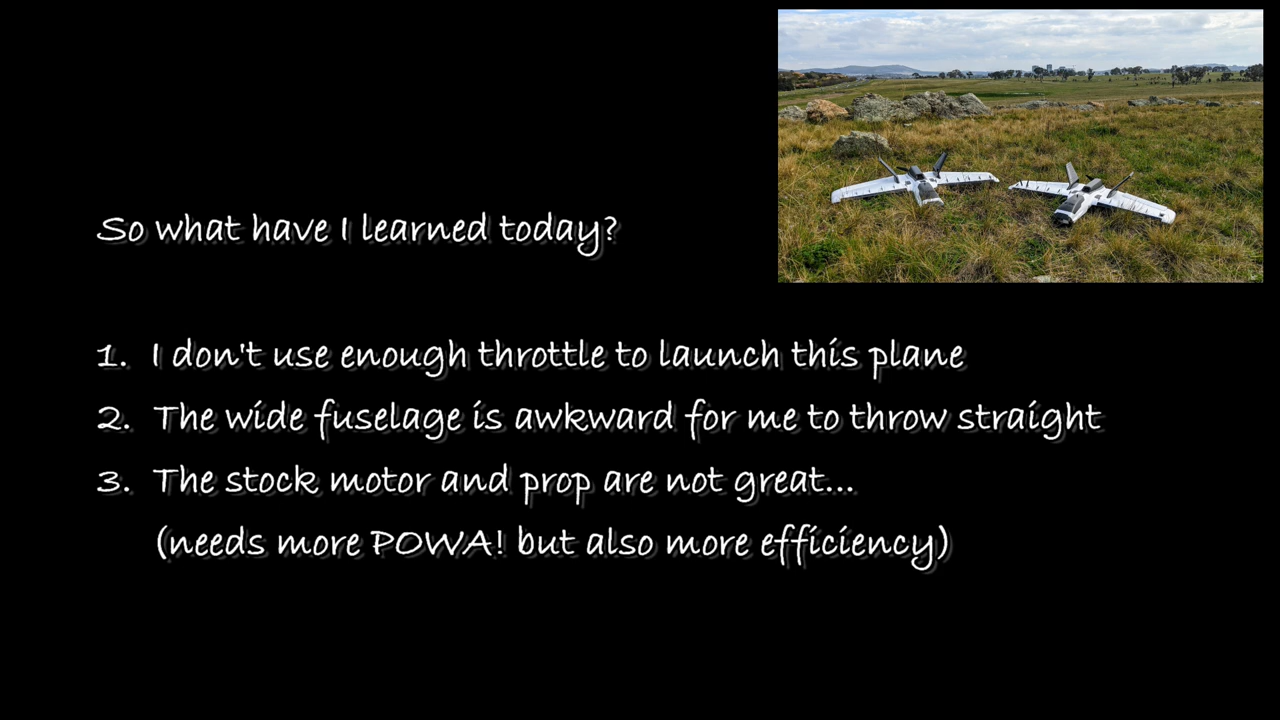 So what have I learned today?
1. I don't use enough throttle to launch this plane
2. The wide fuselage is awkward for me to throw straight
3. The stock motor and prop are not great...
(needs more POWA! but also more efficiency)